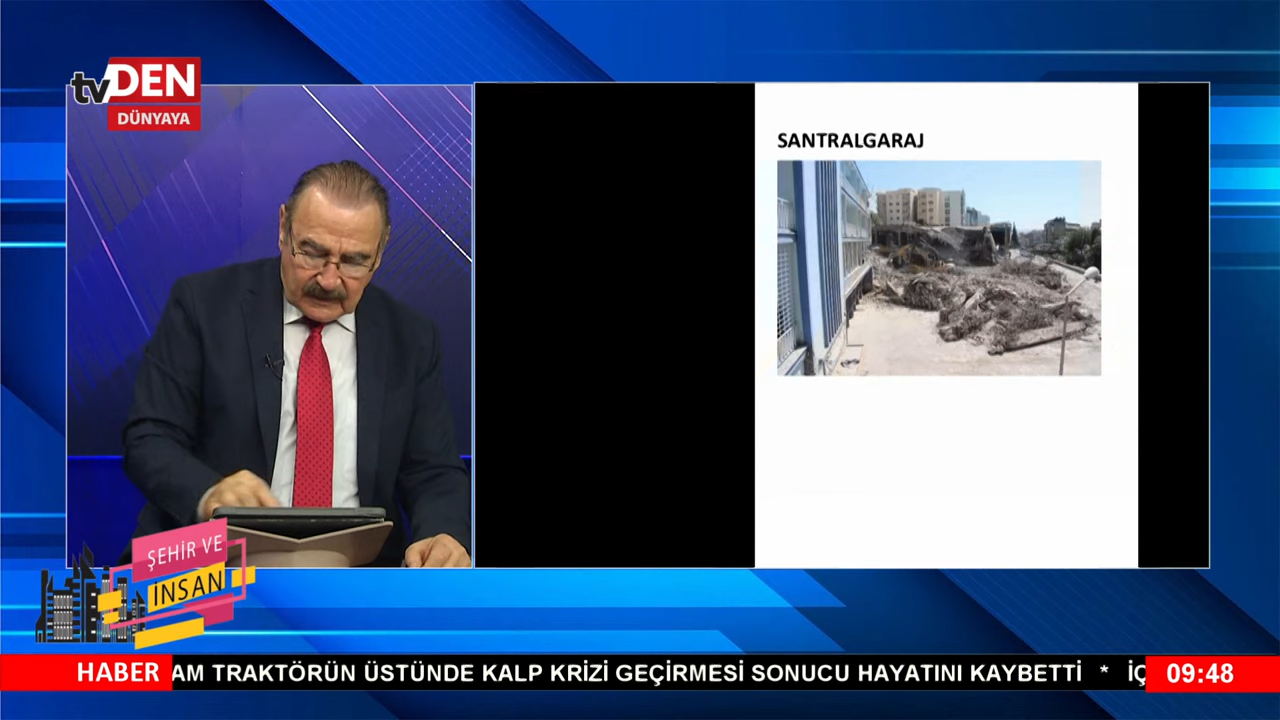 tvDEN
DÜNYAYA
SANTRALGARAJ
ŞEHİR VE
İNSAN
HABER
AM TRAKTÖRÜN ÜSTÜNDE KALP KRİZİ GEÇİRMESİ SONUCU HAYATINI KAYBETTİ * İÇ
09:48